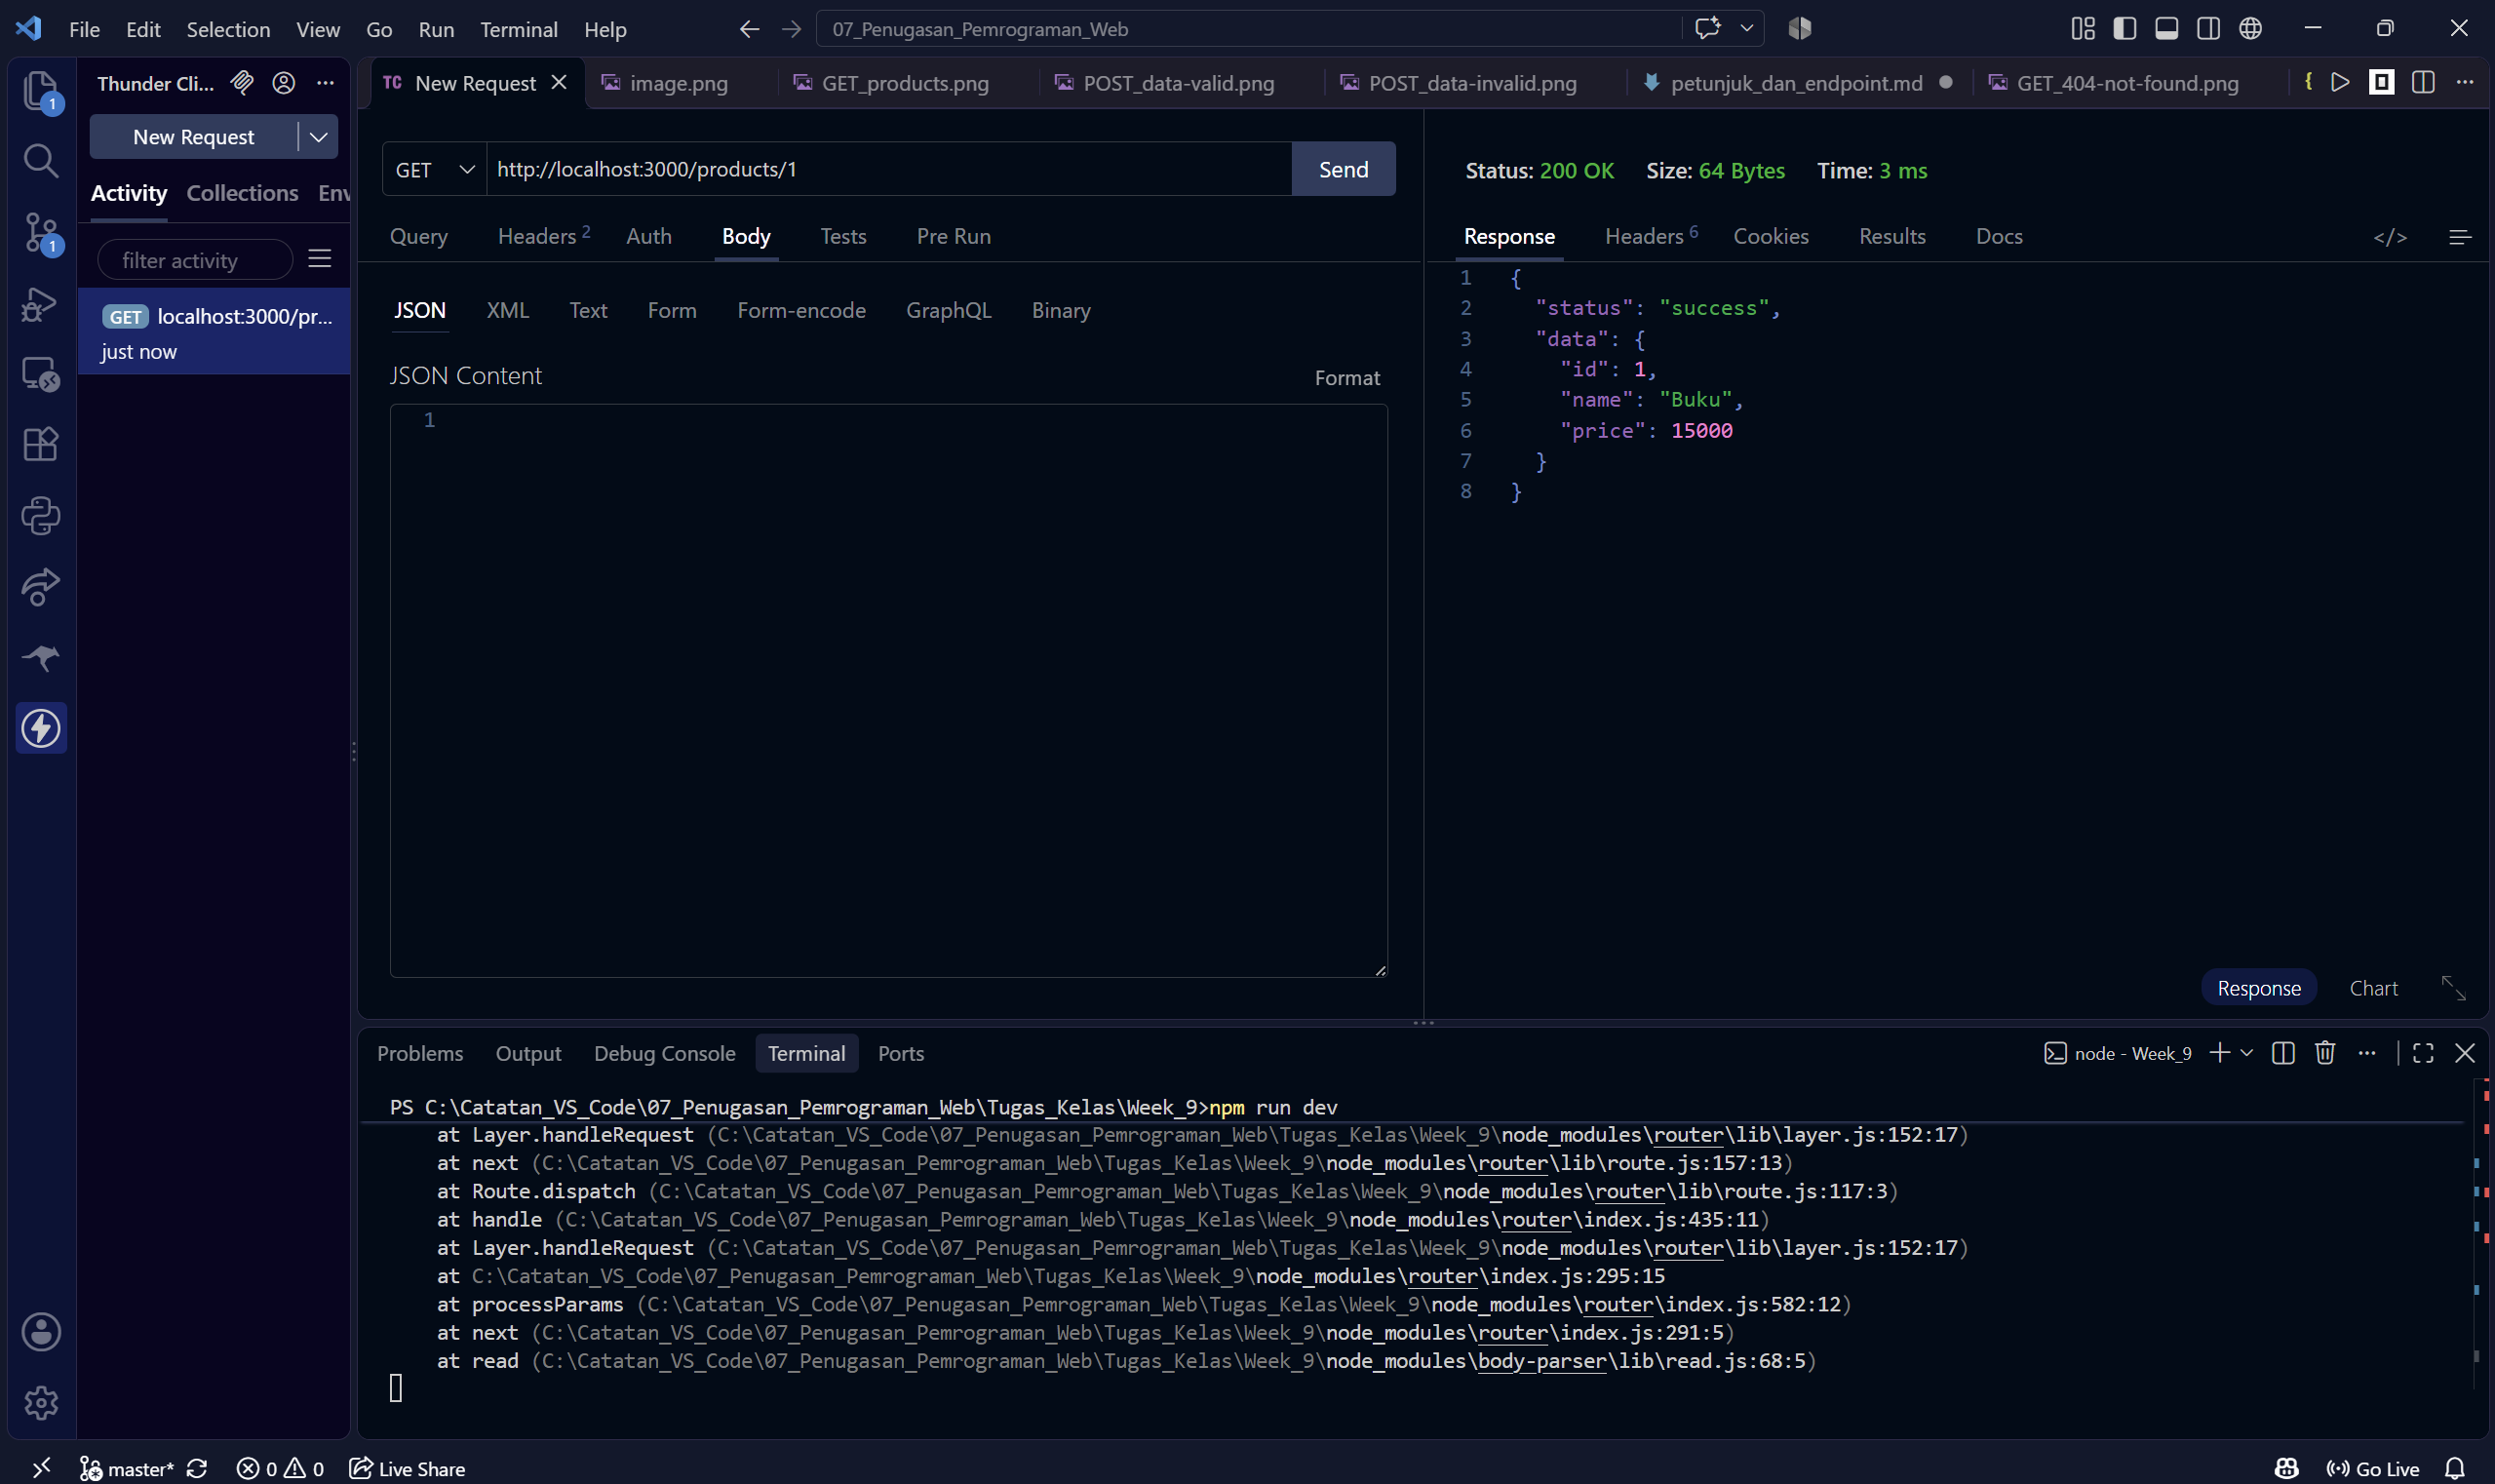 File Edit Selection View Go Run Terminal Help
07_Penugasan_Pemrograman_Web
Thunder Cli...
TC New Request
image.png
GET_products.png
POST_data-valid.png
POST_data-invalid.png
petunjuk_dan_endpoint.md
GET_404-not-found.png
1
New Request
Activity Collections Env
filter activity
1
GET localhost:3000/pr...
just now
GET http://localhost:3000/products/1 Send
Query Headers 2 Auth Body Tests Pre Run
JSON XML Text Form Form-encode GraphQL Binary
JSON Content Format
1
Status: 200 OK Size: 64 Bytes Time: 3 ms
Response Headers 6 Cookies Results Docs
</>
1 {
2 "status": "success",
3 "data": {
4 "id": 1,
5 "name": "Buku",
6 "price": 15000
7 }
8 }
Response Chart
Problems Output Debug Console Terminal Ports
node - Week_9
PS C:\Catatan_VS_Code\07_Penugasan_Pemrograman_Web\Tugas_Kelas\Week_9>npm run dev
at Layer.handleRequest (C:\Catatan_VS_Code\07_Penugasan_Pemrograman_Web\Tugas_Kelas\Week_9\node_modules\router\lib\layer.js:152:17)
at next (C:\Catatan_VS_Code\07_Penugasan_Pemrograman_Web\Tugas_Kelas\Week_9\node_modules\router\lib\route.js:157:13)
at Route.dispatch (C:\Catatan_VS_Code\07_Penugasan_Pemrograman_Web\Tugas_Kelas\Week_9\node_modules\router\lib\route.js:117:3)
at handle (C:\Catatan_VS_Code\07_Penugasan_Pemrograman_Web\Tugas_Kelas\Week_9\node_modules\router\index.js:435:11)
at Layer.handleRequest (C:\Catatan_VS_Code\07_Penugasan_Pemrograman_Web\Tugas_Kelas\Week_9\node_modules\router\lib\layer.js:152:17)
at C:\Catatan_VS_Code\07_Penugasan_Pemrograman_Web\Tugas_Kelas\Week_9\node_modules\router\index.js:295:15
at processParams (C:\Catatan_VS_Code\07_Penugasan_Pemrograman_Web\Tugas_Kelas\Week_9\node_modules\router\index.js:582:12)
at next (C:\Catatan_VS_Code\07_Penugasan_Pemrograman_Web\Tugas_Kelas\Week_9\node_modules\router\index.js:291:5)
at read (C:\Catatan_VS_Code\07_Penugasan_Pemrograman_Web\Tugas_Kelas\Week_9\node_modules\body-parser\lib\read.js:68:5)
master* 0 0 Live Share Go Live